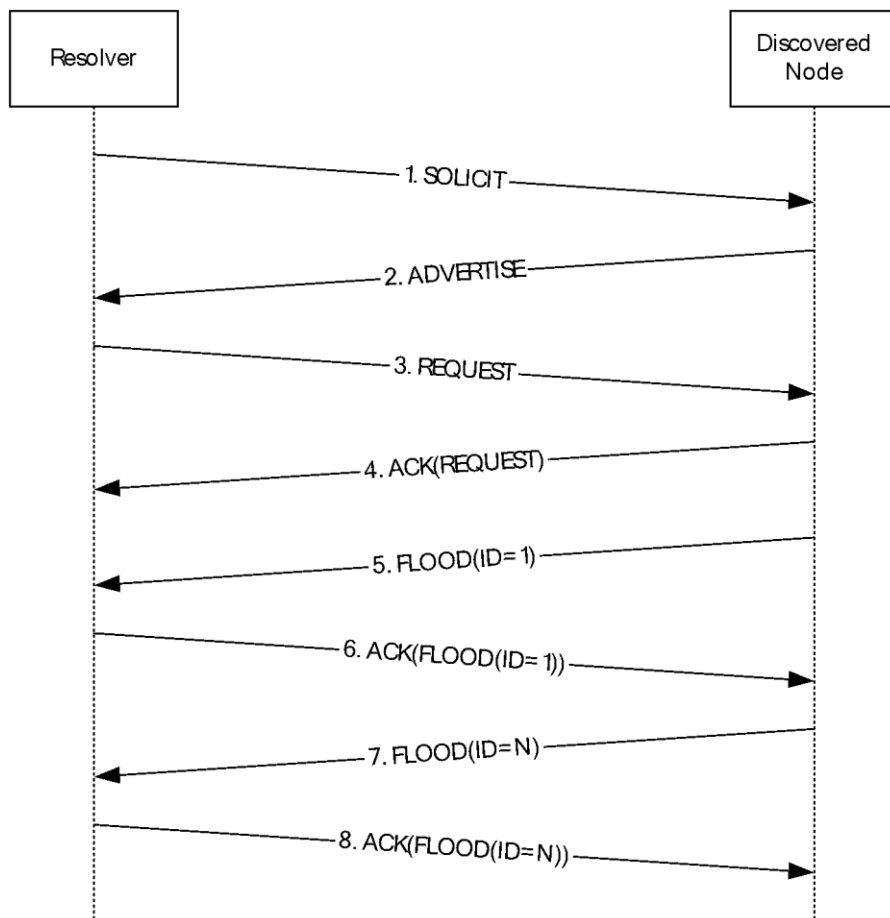 Resolver
Discovered
Node
1. SOLICIT
2. ADVERTISE
3. REQUEST
4. ACK(REQUEST)
5. FLOOD(ID=1)
6. ACK(FLOOD(ID=1))
7. FLOOD(ID=N)
8. ACK(FLOOD(ID=N))